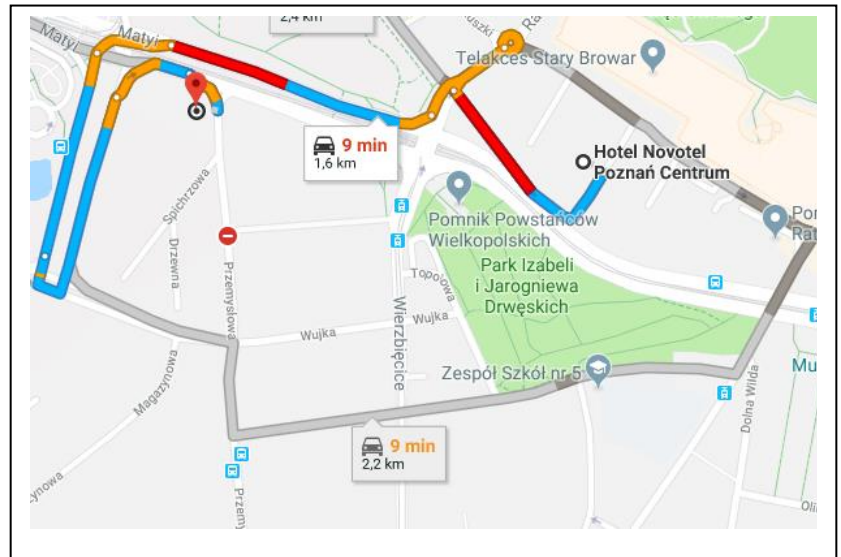 2,4 km
Matyi
Matyi
Telakces Stary Browar
9 min
1,6 km
Hotel Novotel
Poznań Centrum
Pomnik Powstańców
Wielkopolskich
Park Izabeli
i Jarogniewa
Drwęskich
Spichrzowa
Drzewna
Przemysłowa
Topolowa
Wierzbięcice
Wujka
Wujka
Magazynowa
Zespół Szkół nr 5
Dolna Wilda
9 min
2,2 km